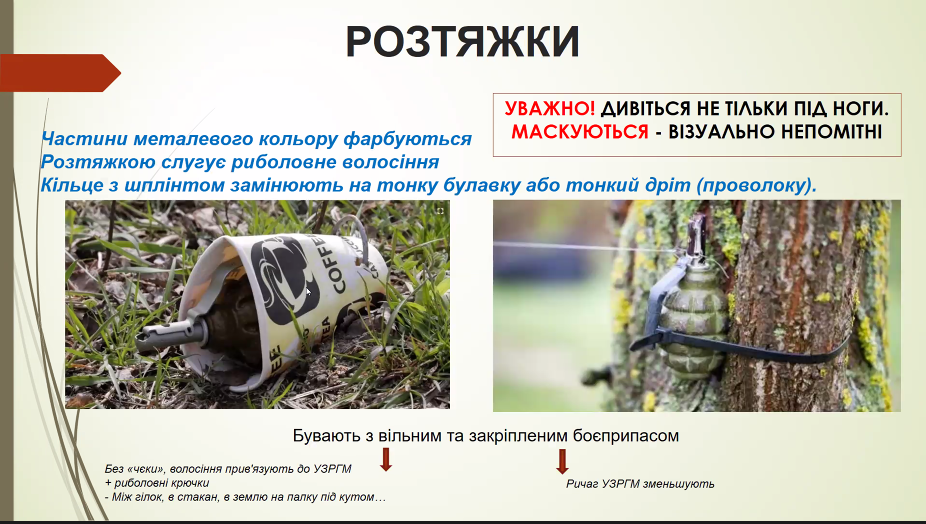 РОЗТЯЖКИ
УВАЖНО! ДИВІТЬСЯ НЕ ТІЛЬКИ ПІД НОГИ.
МАСКУЮТЬСЯ - ВІЗУАЛЬНО НЕПОМІТНІ
Частини металевого кольору фарбуються
Розтяжкою слугує риболовне волосіння
Кільце з шплінтом замінюють на тонку булавку або тонкий дріт (проволоку).
COFFEE
TEA
Бувають з вільним та закріпленим боєприпасом
Без «чєки», волосіння прив'язують до УЗРГМ
+ риболовні крючки
- Між гілок, в стакан, в землю на палку під кутом…
Ричаг УЗРГМ зменьшують